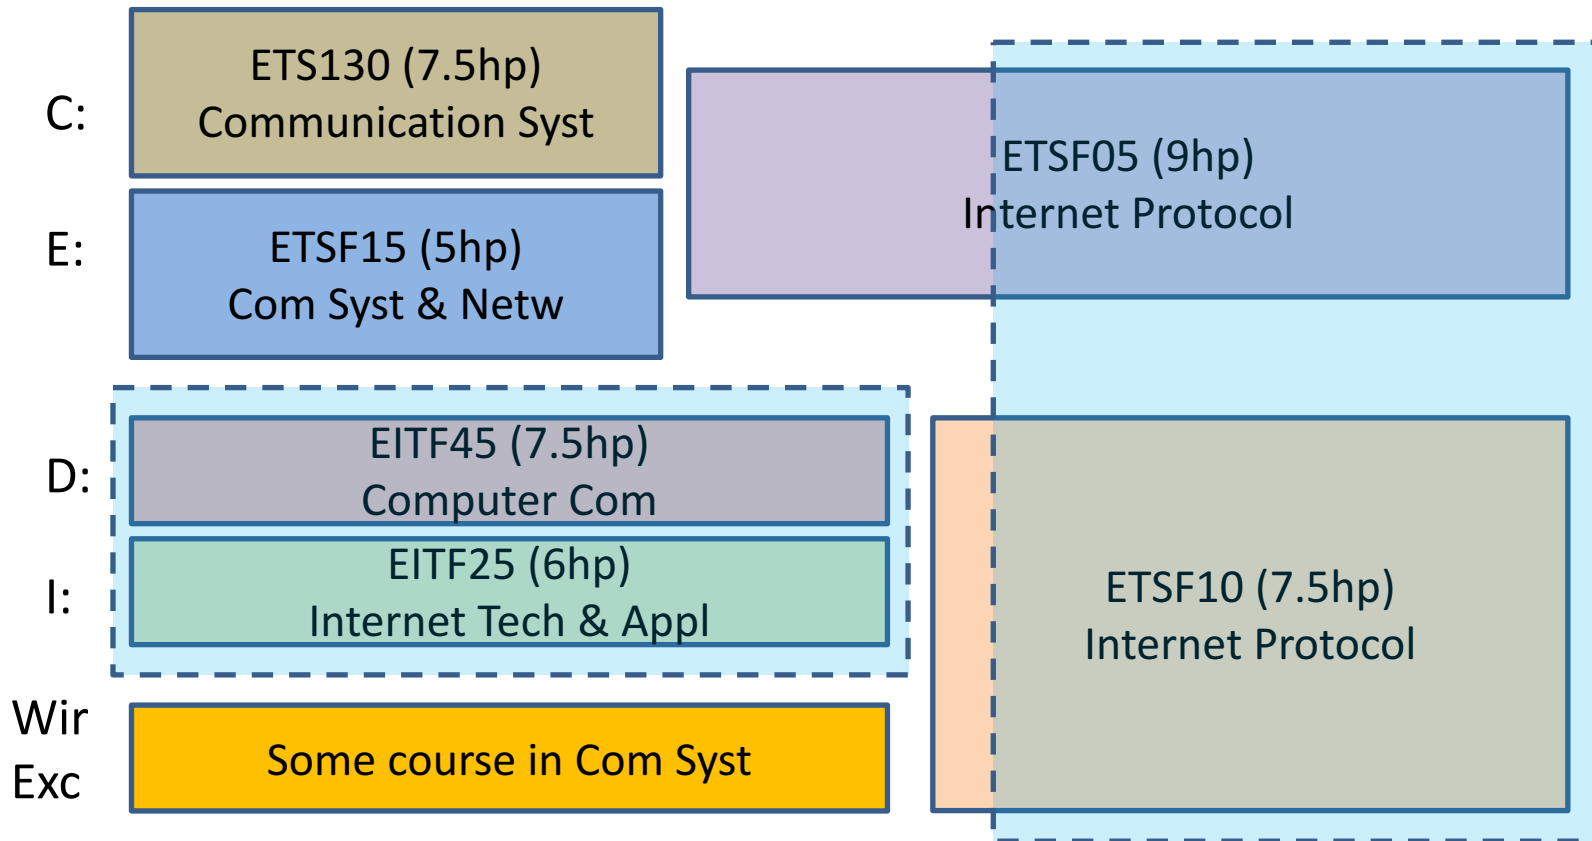 C:
ETS130 (7.5hp)
Communication Syst
E:
ETSF15 (5hp)
Com Syst & Netw
ETSF05 (9hp)
Internet Protocol
D:
EITF45 (7.5hp)
Computer Com
I:
EITF25 (6hp)
Internet Tech & Appl
Wir
Exc
Some course in Com Syst
ETSF10 (7.5hp)
Internet Protocol